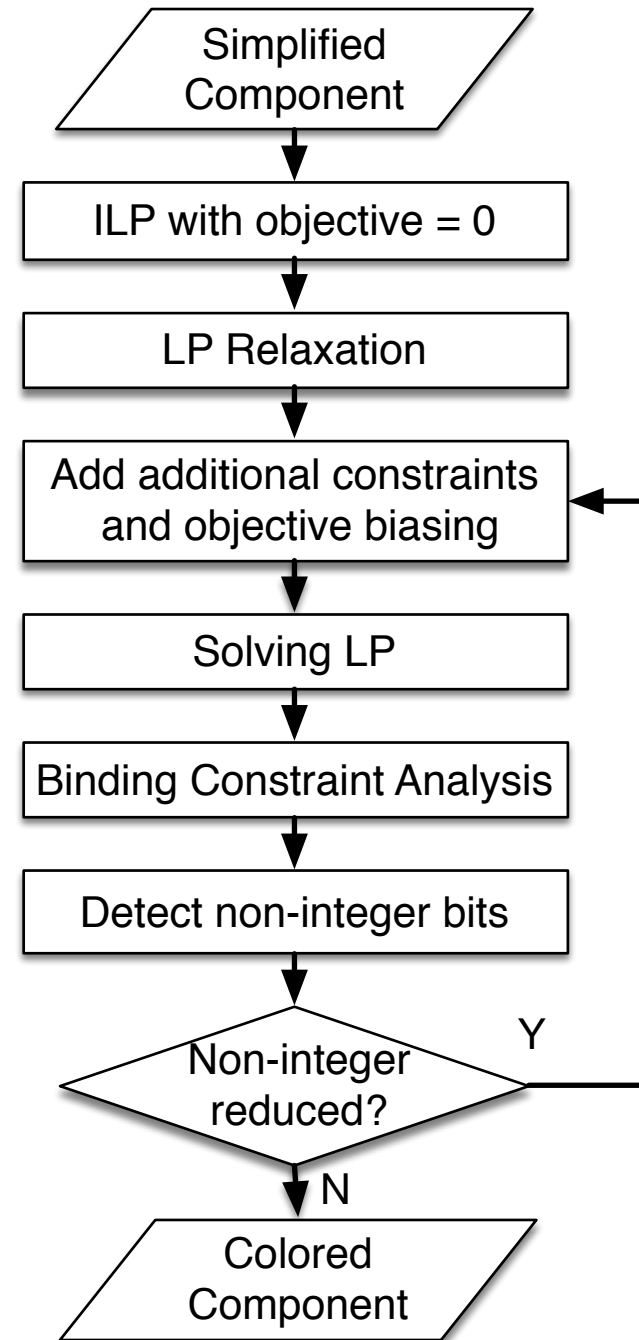 Simplified
Component
ILP with objective = 0
LP Relaxation
Add additional constraints
and objective biasing
Solving LP
Binding Constraint Analysis
Detect non-integer bits
Non-integer
reduced?
Y
N
Colored
Component